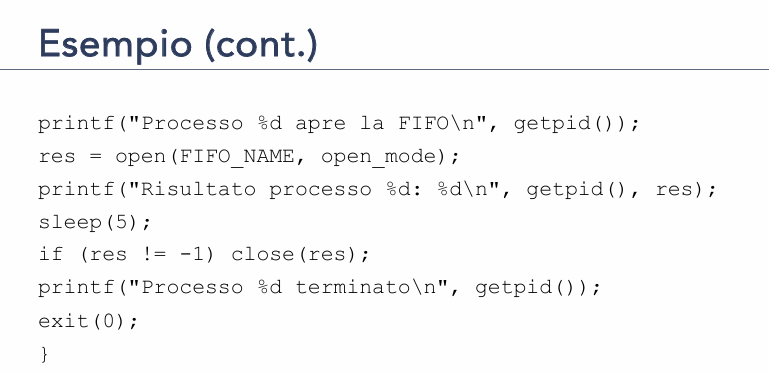 Esempio (cont.)
printf("Processo %d apre la FIFO\n", getpid());
res = open(FIFO_NAME, open_mode);
printf("Risultato processo %d: %d\n", getpid(), res);
sleep(5);
if (res != -1) close(res);
printf("Processo %d terminato\n", getpid());
exit(0);
}